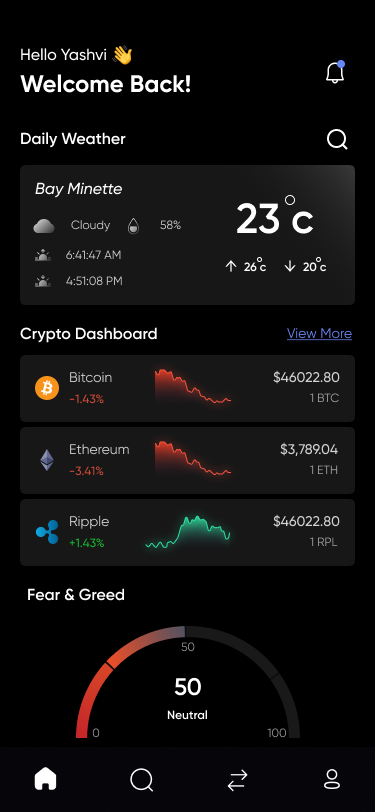 Hello Yashvi 👋
Welcome Back!
Daily Weather
Bay Minette
23°c
Cloudy 58%
6:41:47 AM
↑ 26°c ↓ 20°c
4:51:08 PM
Crypto Dashboard View More
Bitcoin $46022.80
-1.43% 1 BTC
Ethereum $3,789.04
-3.41% 1 ETH
Ripple $46022.80
+1.43% 1 RPL
Fear & Greed
50
50
Neutral
0 100